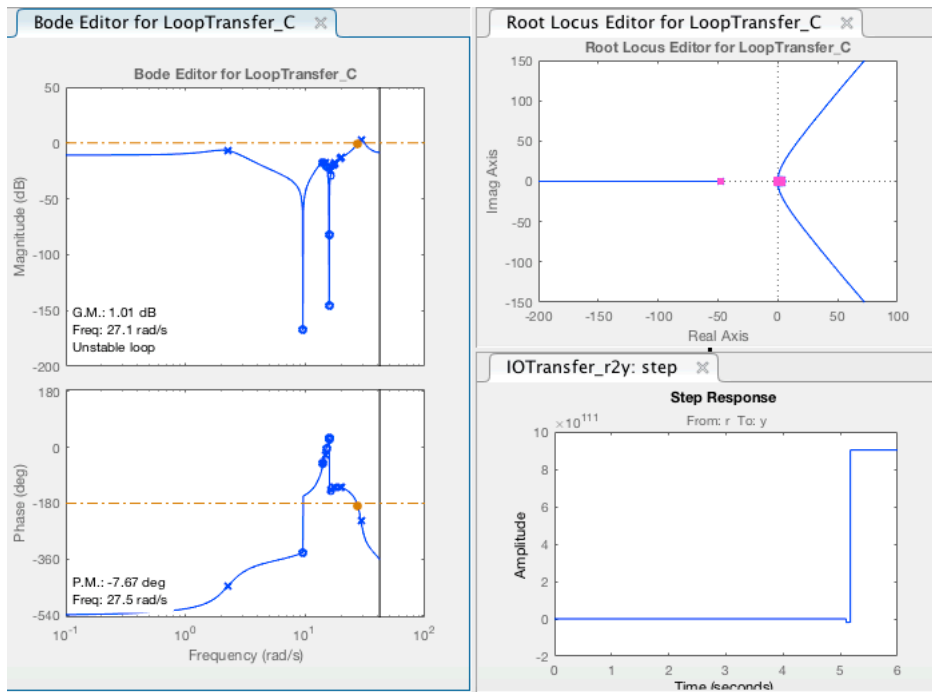 Bode Editor for LoopTransfer_C
Bode Editor for LoopTransfer_C
50
0
-50
-100
-150
-200
Magnitude (dB)
G.M.: 1.01 dB
Freq: 27.1 rad/s
Unstable loop
180
0
-180
-360
-540
Phase (deg)
P.M.: -7.67 deg
Freq: 27.5 rad/s
10^-1
10^0
10^1
10^2
Frequency (rad/s)
Root Locus Editor for LoopTransfer_C
Root Locus Editor for LoopTransfer_C
150
100
50
0
-50
-100
-150
Imag Axis
-200
-150
-100
-50
0
50
100
Real Axis
IOTransfer_r2y: step
Step Response
From: r To: y
×10^111
10
8
6
4
2
0
-2
Amplitude
0
1
2
3
4
5
6
Time (seconds)